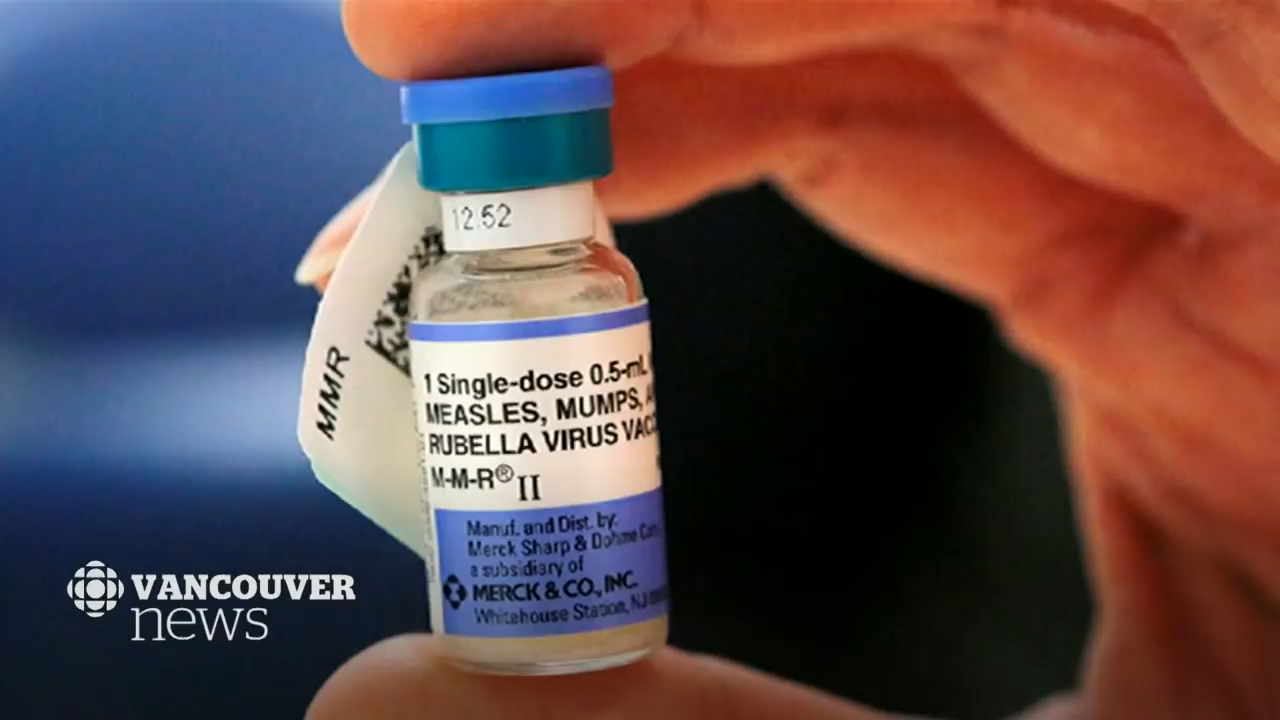 12.52
MMR
1 Single-dose 0.5-mL
MEASLES, MUMPS,
RUBELLA VIRUS
M-M-R® II
Manuf. and Dist. by:
Merck Sharp & Dohme
a subsidiary of
MERCK & CO., INC.
Whitehouse Station, NJ
VANCOUVER
news